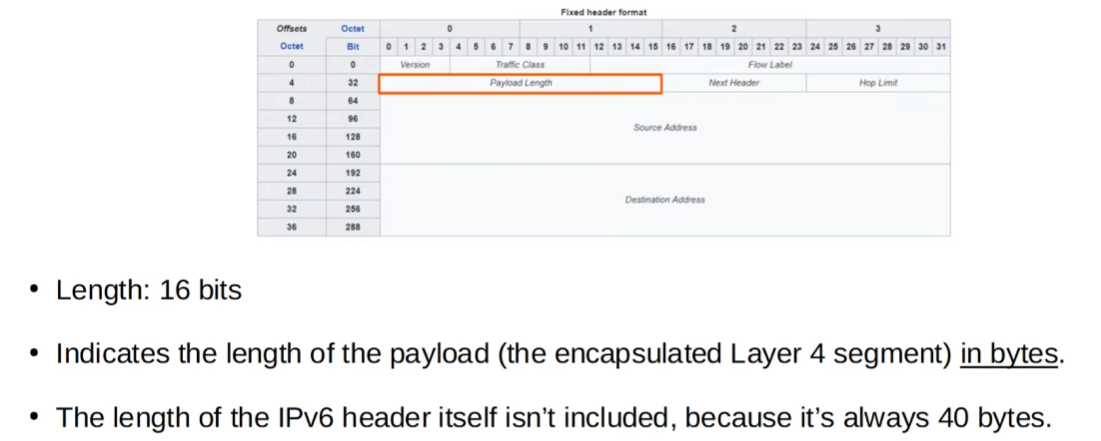 Fixed header format
Offsets Octet 0 1 2 3
Octet Bit 0 1 2 3 4 5 6 7 8 9 10 11 12 13 14 15 16 17 18 19 20 21 22 23 24 25 26 27 28 29 30 31
0 0 Version Traffic Class Flow Label
4 32 Payload Length Next Header Hop Limit
8 64
12 96
Source Address
16 128
20 160
24 192
28 224
Destination Address
32 256
36 288
• Length: 16 bits
• Indicates the length of the payload (the encapsulated Layer 4 segment) in bytes.
• The length of the IPv6 header itself isn’t included, because it’s always 40 bytes.